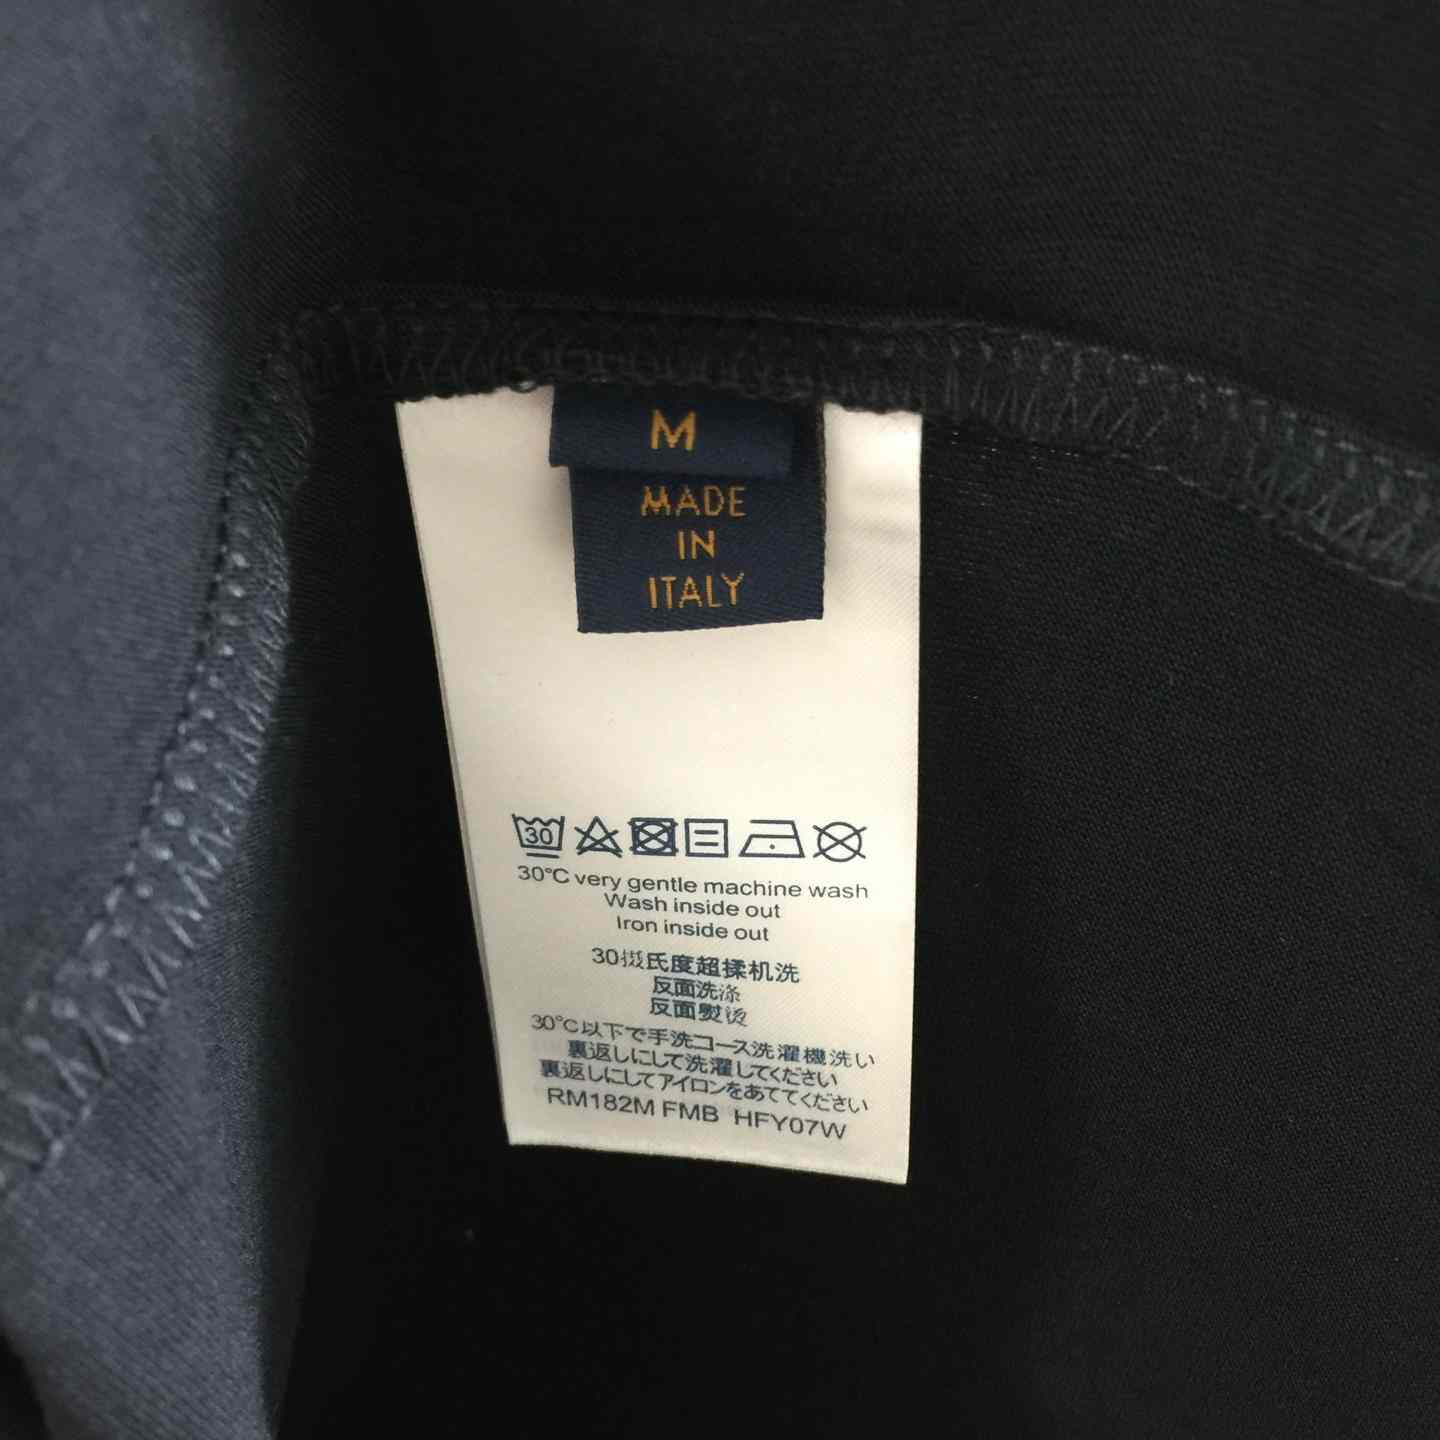 M
MADE
IN
ITALY
30
30°C very gentle machine wash
Wash inside out
Iron inside out
30摄氏度超揉机洗
反面洗涤
反面熨烫
30°C以下で手洗コース洗濯機洗い
裏返しにして洗濯してください
裏返しにしてアイロンをあててください
RM182M FMB HFY07W